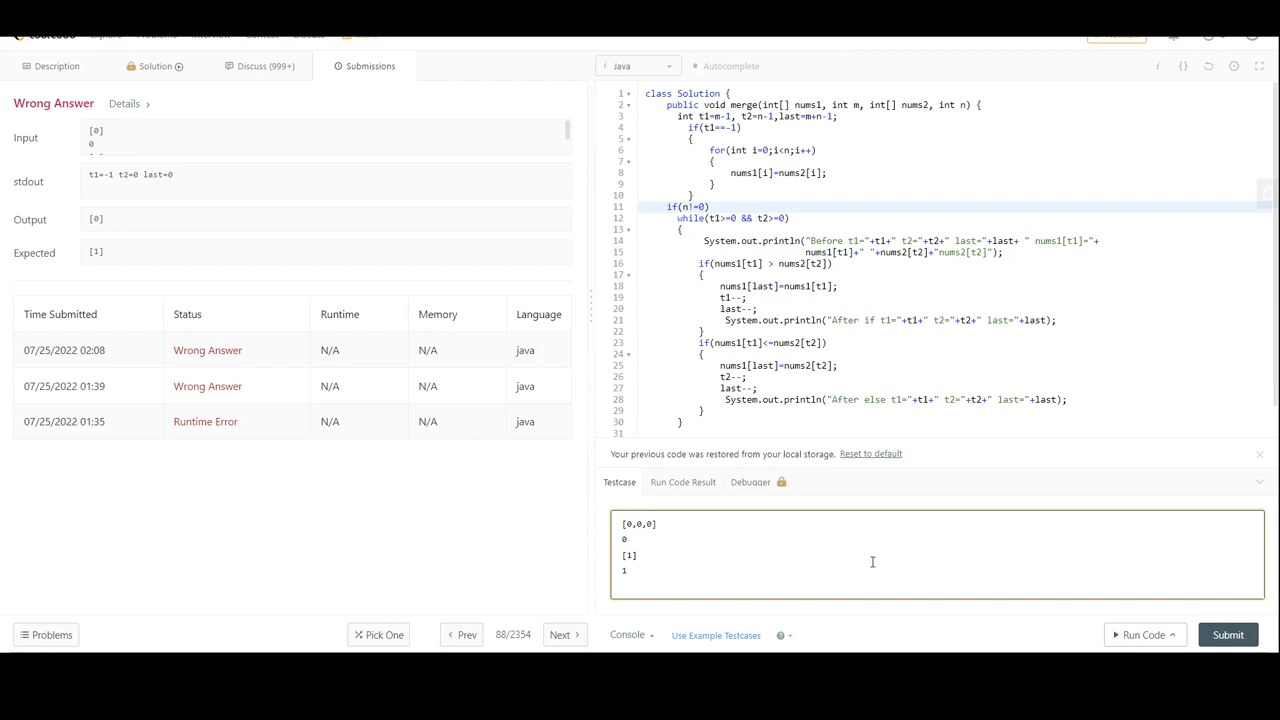 Description
Solution
Discuss (999+)
Submissions
Java
Autocomplete
Wrong Answer
Details ›
Input
[0]
0
stdout
t1=-1 t2=0 last=0
Output
[0]
Expected
[1]
Time Submitted Status Runtime Memory Language
07/25/2022 02:08 Wrong Answer N/A N/A java
07/25/2022 01:39 Wrong Answer N/A N/A java
07/25/2022 01:35 Runtime Error N/A N/A java
1 class Solution {
2 public void merge(int[] nums1, int m, int[] nums2, int n) {
3 int t1=m-1, t2=n-1,last=m+n-1;
4 if(t1==-1)
5 {
6 for(int i=0;i<n;i++)
7 {
8 nums1[i]=nums2[i];
9 }
10 }
11 if(n!=0)
12 while(t1>=0 && t2>=0)
13 {
14 System.out.println("Before t1="+t1+" t2="+t2+" last="+last+ " nums1[t1]="+
15 nums1[t1]+" "+nums2[t2]+"nums2[t2]");
16 if(nums1[t1] > nums2[t2])
17 {
18 nums1[last]=nums1[t1];
19 t1--;
20 last--;
21 System.out.println("After if t1="+t1+" t2="+t2+" last="+last);
22 }
23 if(nums1[t1]<=nums2[t2])
24 {
25 nums1[last]=nums2[t2];
26 t2--;
27 last--;
28 System.out.println("After else t1="+t1+" t2="+t2+" last="+last);
29 }
30 }
31
Your previous code was restored from your local storage. Reset to default
Testcase Run Code Result Debugger
[0,0,0]
0
[1]
1
Problems
Pick One
‹ Prev
88/2354
Next ›
Console
Use Example Testcases
Run Code
Submit